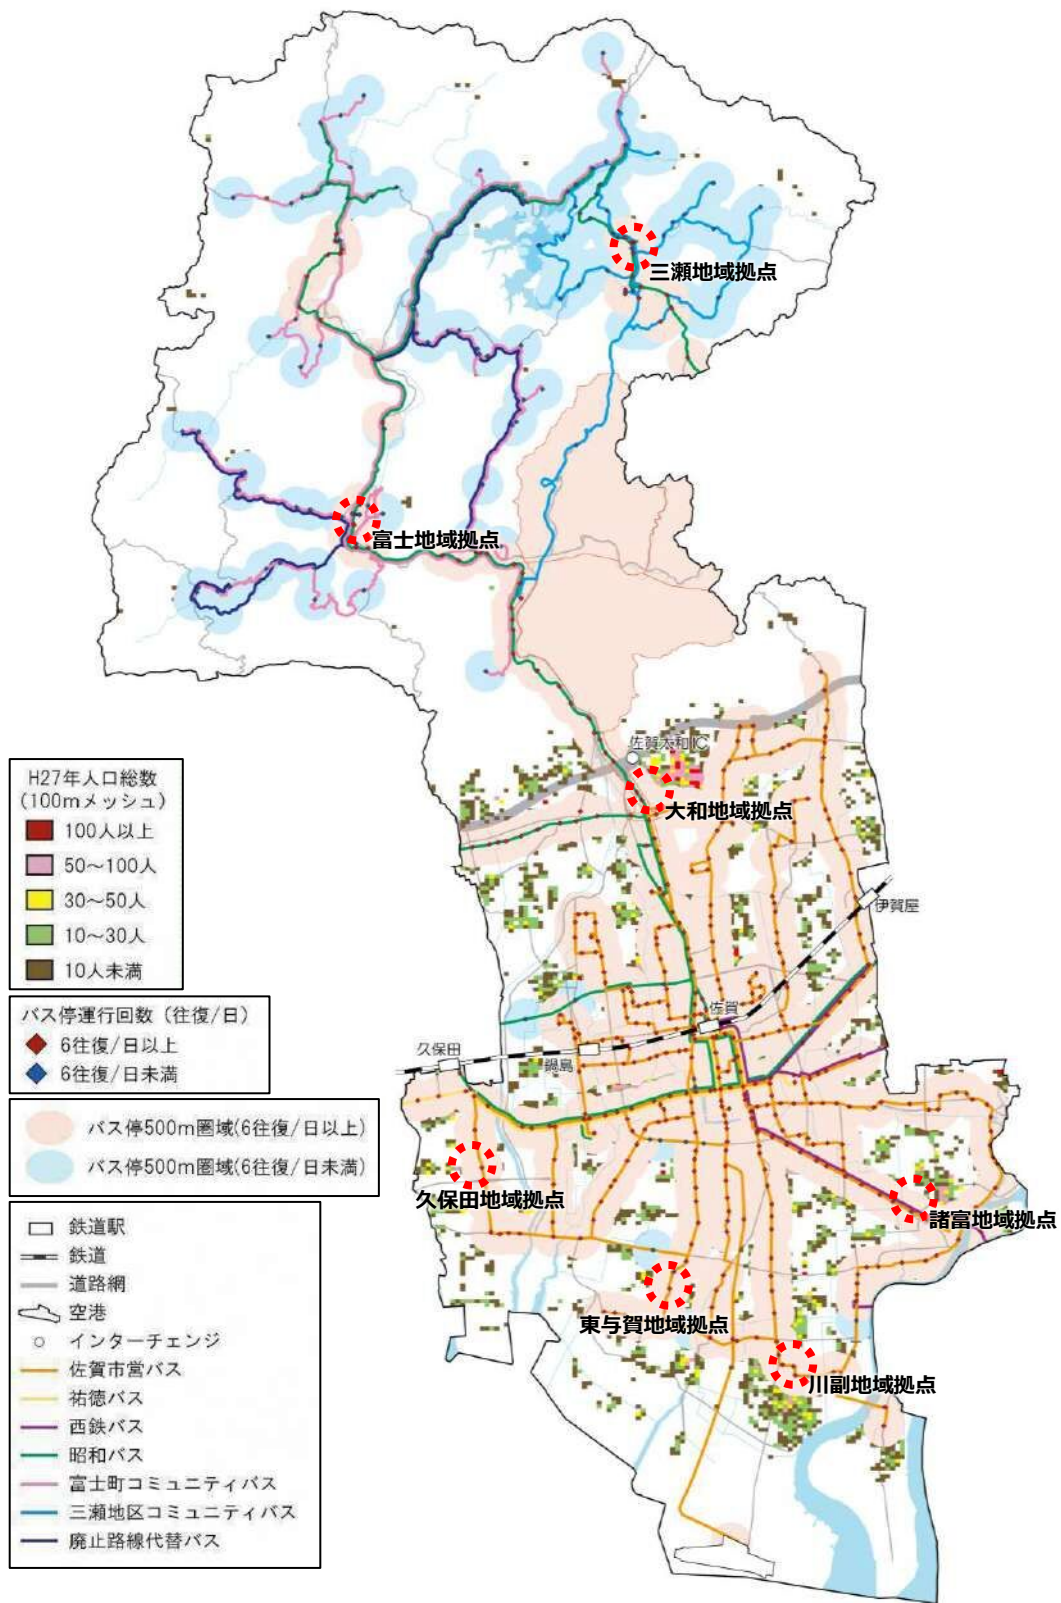 三瀬地域拠点
富士地域拠点
佐賀大和IC
大和地域拠点
伊賀屋
佐賀
久保田
鍋島
久保田地域拠点
諸富地域拠点
東与賀地域拠点
川副地域拠点
H27年人口総数
(100mメッシュ)
100人以上
50～100人
30～50人
10～30人
10人未満
バス停運行回数（往復/日）
6往復/日以上
6往復/日未満
バス停500m圏域(6往復/日以上)
バス停500m圏域(6往復/日未満)
鉄道駅
鉄道
道路網
空港
インターチェンジ
佐賀市営バス
祐徳バス
西鉄バス
昭和バス
富士町コミュニティバス
三瀬地区コミュニティバス
廃止路線代替バス